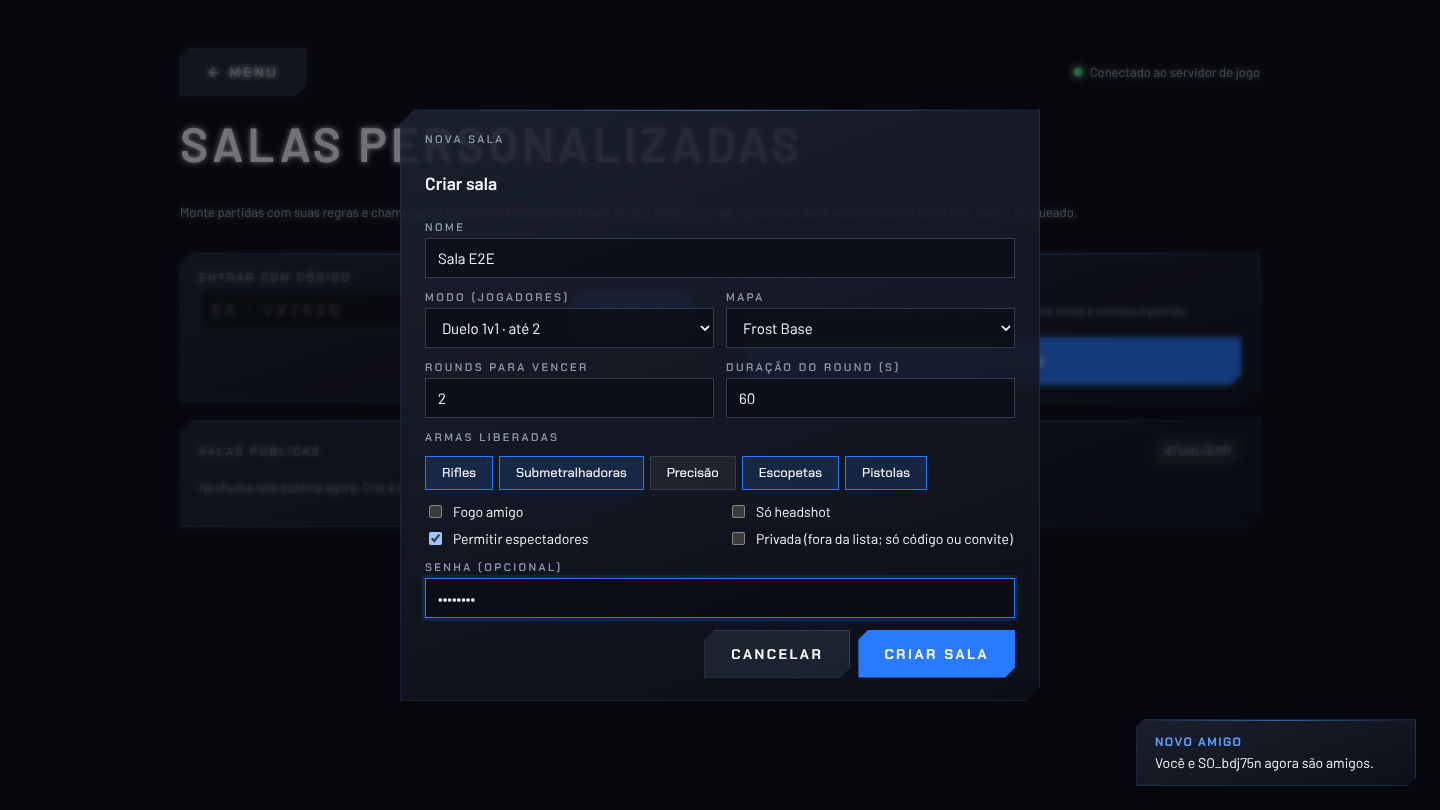 ← MENU
Conectado ao servidor de jogo
SALAS PERSONALIZADAS
Monte partidas com suas regras e cham
ENTRAR COM CÓDIGO
NOVA SALA
Criar sala
NOME
Sala E2E
MODO (JOGADORES)
MAPA
Duelo 1v1 · até 2
Frost Base
ROUNDS PARA VENCER
DURAÇÃO DO ROUND (S)
2
60
ARMAS LIBERADAS
Rifles
Submetralhadoras
Precisão
Escopetas
Pistolas
Fogo amigo
Só headshot
Permitir espectadores
Privada (fora da lista; só código ou convite)
SENHA (OPCIONAL)
••••••••
CANCELAR
CRIAR SALA
SALAS PÚBLICAS
ATUALIZAR
Nenhuma sala pública agora. Crie a
NOVO AMIGO
Você e SO_bdj75n agora são amigos.